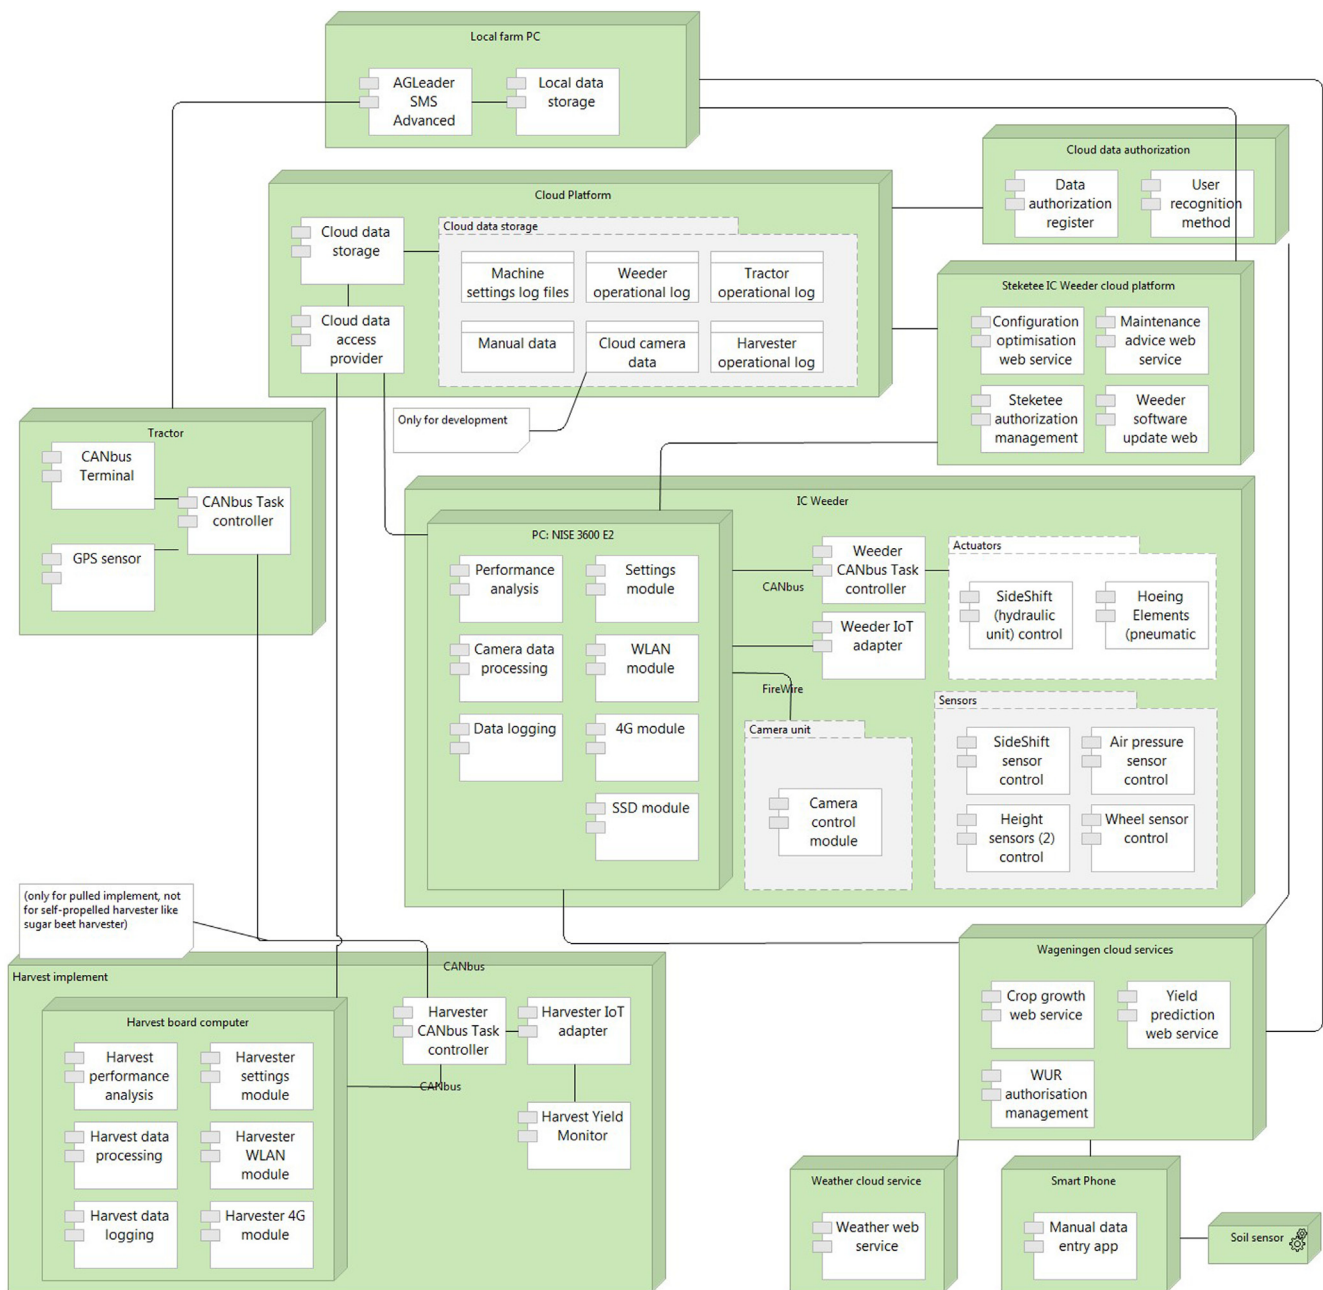 Local farm PC
AGLeader
SMS
Advanced
Local data
storage
Cloud data authorization
Data
authorization
register
User
recognition
method
Cloud Platform
Cloud data
storage
Cloud data
access
provider
Cloud data storage
Machine
settings log files
Weeder
operational log
Tractor
operational log
Manual data
Cloud camera
data
Harvester
operational log
Only for development
Steketee IC Weeder cloud platform
Configuration
optimisation
web service
Maintenance
advice web
service
Steketee
authorization
management
Weeder
software
update web
Tractor
CANbus
Terminal
CANbus Task
controller
GPS sensor
IC Weeder
PC: NISE 3600 E2
Performance
analysis
Settings
module
Camera data
processing
WLAN
module
Data logging
4G module
SSD module
CANbus
Weeder
CANbus Task
controller
Weeder IoT
adapter
FireWire
Camera unit
Camera
control
module
Actuators
SideShift
(hydraulic
unit) control
Hoeing
Elements
(pneumatic
Sensors
SideShift
sensor
control
Air pressure
sensor
control
Height
sensors (2)
control
Wheel sensor
control
(only for pulled implement, not
for self-propelled harvester like
sugar beet harvester)
CANbus
Harvest implement
Harvest board computer
Harvest
performance
analysis
Harvester
settings
module
Harvest data
processing
Harvester
WLAN
module
Harvest data
logging
Harvester 4G
module
Harvester
CANbus Task
controller
CANbus
Harvester IoT
adapter
Harvest Yield
Monitor
Wageningen cloud services
Crop growth
web service
Yield
prediction
web service
WUR
authorisation
management
Weather cloud service
Weather web
service
Smart Phone
Manual data
entry app
Soil sensor